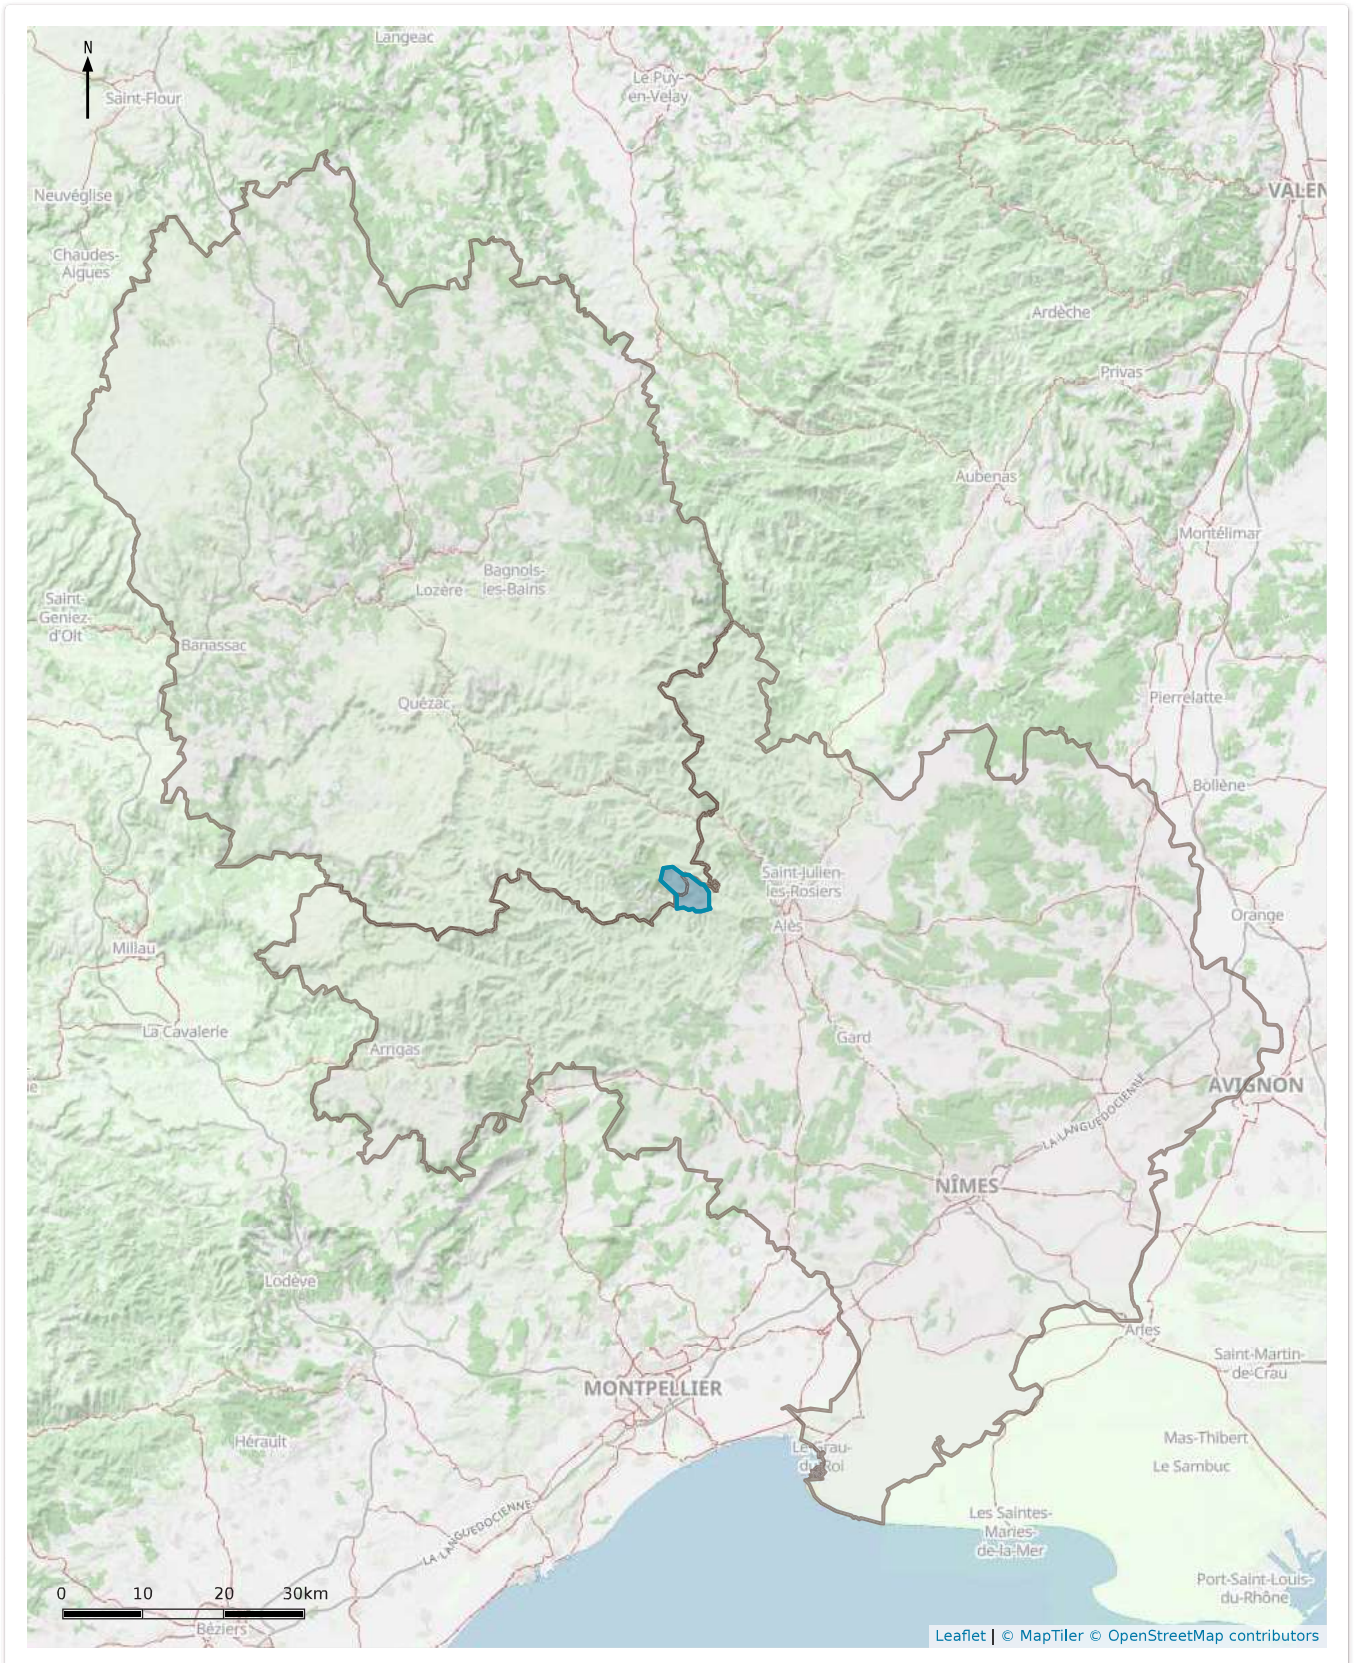 Langeac
N
Le Puy-
en-Velay
Saint-Flour
VALEN
Neuvéglise
Chaudes-
Aigues
Ardèche
Privas
Aubenas
Montélimar
Bagnols-
les-Bains
Lozère
Saint-
Geniez-
d'Olt
Banassac
Quézac
Pierrelatte
Bollène
Saint-Julien-
les-Rosiers
Orange
Alès
Millau
La Cavalerie
Gard
Arrigas
ie
AVIGNON
LA LANGUEDOCIENNE
NÎMES
Lodève
Arles
Saint-Martin-
de-Crau
MONTPELLIER
Hérault
Le Grau-
du-Roi
Mas-Thibert
Le Sambuc
LA LANGUEDOCIENNE
Les Saintes-
Maries-
de-la-Mer
Port-Saint-Louis-
du-Rhône
0 10 20 30km
Béziers
Leaflet | © MapTiler © OpenStreetMap contributors